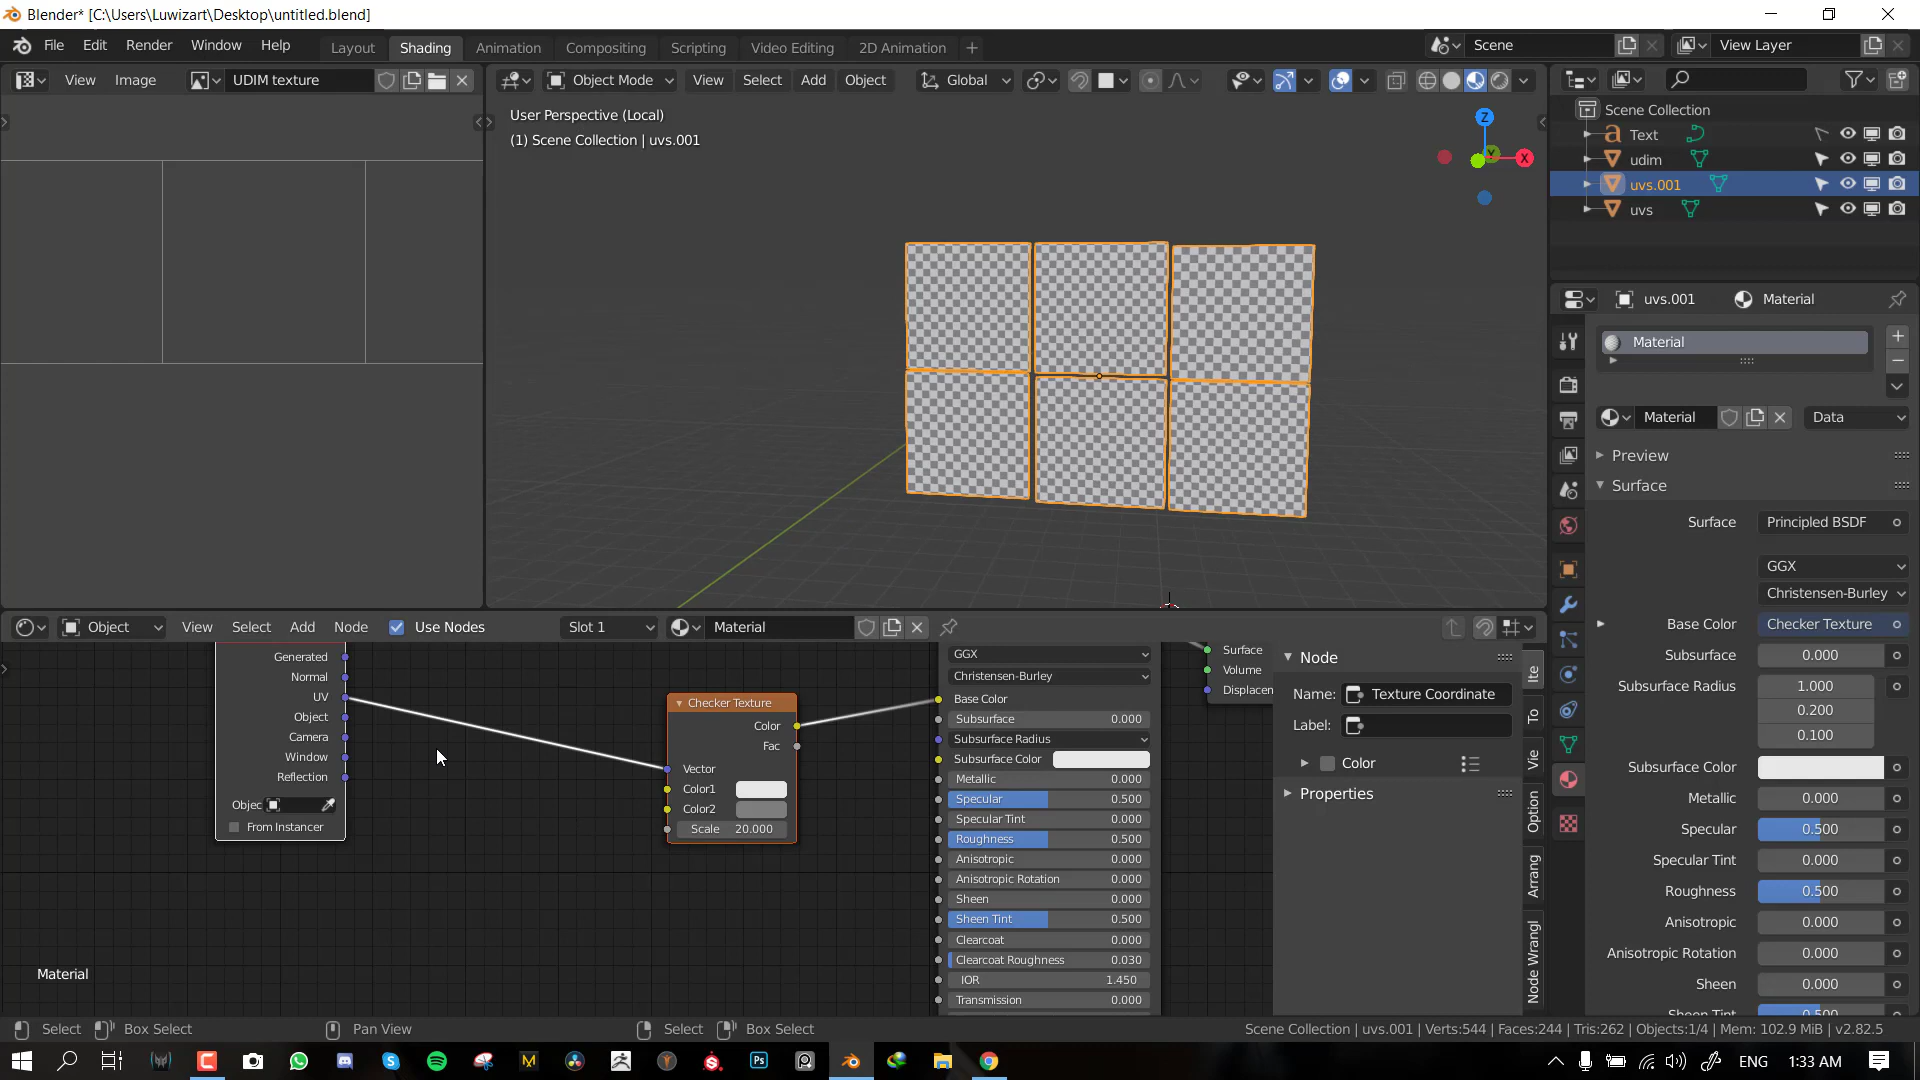 Blender* [C:\Users\Luwizart\Desktop\untitled.blend]
File Edit Render Window Help
Layout Shading Animation Compositing Scripting Video Editing 2D Animation +
Scene
View Layer
View Image UDIM texture
Object Mode View Select Add Object Global
User Perspective (Local)
(1) Scene Collection | uvs.001
Z
Y
X
Scene Collection
Text
udim
uvs.001
uvs
uvs.001 Material
Material
Material Data
Preview
Surface
Surface Principled BSDF
GGX
Christensen-Burley
Base Color Checker Texture
Subsurface 0.000
Subsurface Radius 1.000
0.200
0.100
Subsurface Color
Metallic 0.000
Specular 0.500
Specular Tint 0.000
Roughness 0.500
Anisotropic 0.000
Anisotropic Rotation 0.000
Sheen 0.000
Sheen Tint 0.500
Object View Select Add Node Use Nodes Slot 1 Material
Generated
Normal
UV
Object
Camera
Window
Reflection
Objec
From Instancer
Checker Texture
Color
Fac
Vector
Color1
Color2
Scale 20.000
GGX
Christensen-Burley
Base Color
Subsurface 0.000
Subsurface Radius
Subsurface Color
Metallic 0.000
Specular 0.500
Specular Tint 0.000
Roughness 0.500
Anisotropic 0.000
Anisotropic Rotation 0.000
Sheen 0.000
Sheen Tint 0.500
Clearcoat 0.000
Clearcoat Roughness 0.030
IOR 1.450
Transmission 0.000
Surface
Volume
Displacen
Node
Name: Texture Coordinate
Label:
Color
Properties
Ite
To
Vie
Option
Arrang
Node Wrangl
Material
Select Box Select Pan View Select Box Select
Scene Collection | uvs.001 | Verts:544 | Faces:244 | Tris:262 | Objects:1/4 | Mem: 102.9 MiB | v2.82.5
Ps
ENG 1:33 AM